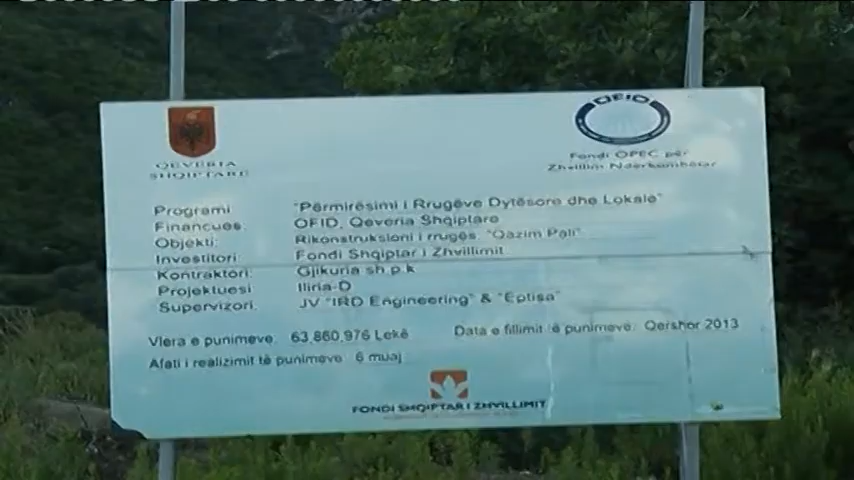 QEVERIA
SHQIPTARE
OFID
Fondi OPEC për
Zhvillim Ndërkombëtar
Programi "Përmirësimi i Rrugëve Dytësore dhe Lokale"
Financues: OFID, Qeveria Shqiptare
Objekti: Rikonstruksioni i rrugës "Qazim Pali"
Investitori: Fondi Shqiptar i Zhvillimit
Kontraktori: Gjikuria sh.p.k
Projektuesi Iliria-D
Supervizori: JV "IRD Engineering" & "Eptisa"
Vlera e punimeve: 63,860,976 Lekë Data e fillimit të punimeve: Qershor 2013
Afati i realizimit të punimeve: 6 muaj
FONDI SHQIPTAR I ZHVILLIMIT